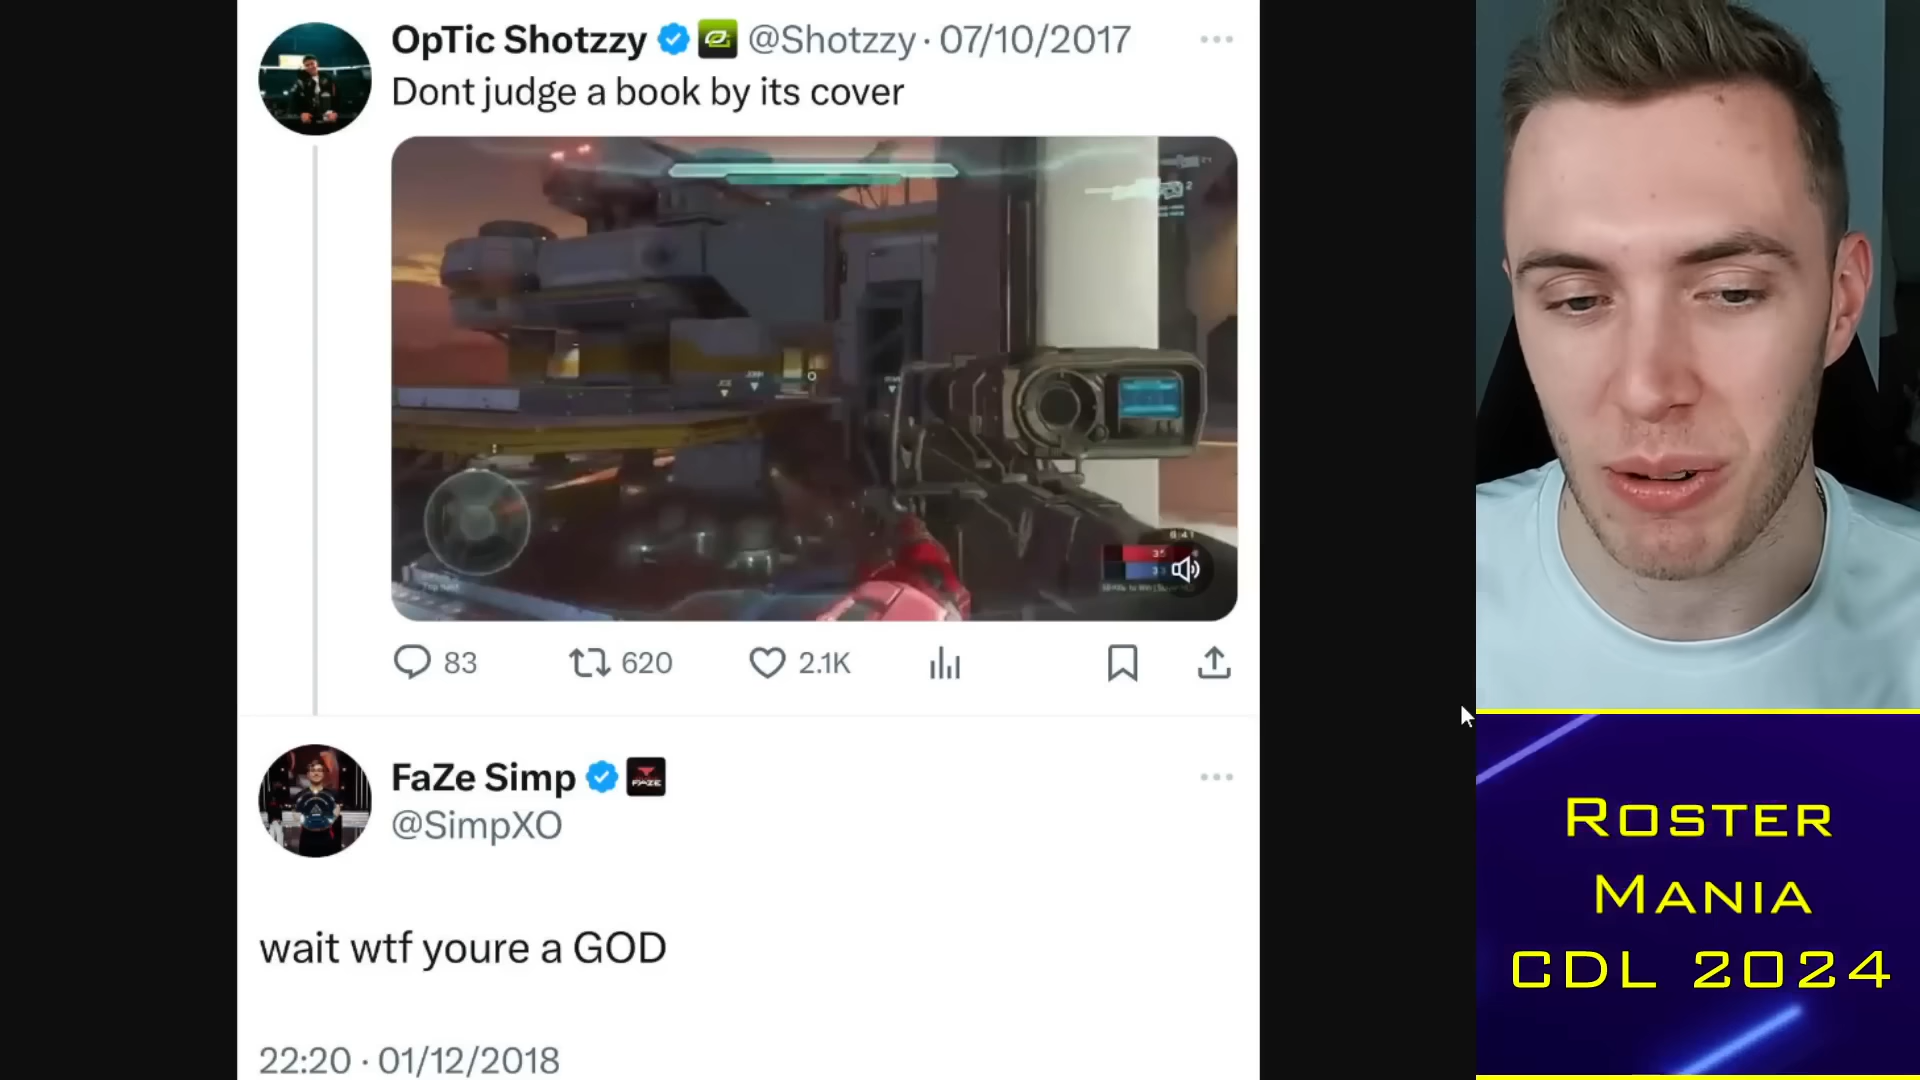 OpTic Shotzzy @Shotzzy · 07/10/2017
Dont judge a book by its cover
83 620 2.1K
FaZe Simp
@SimpXO
wait wtf youre a GOD
22:20 · 01/12/2018
ROSTER
MANIA
CDL 2024